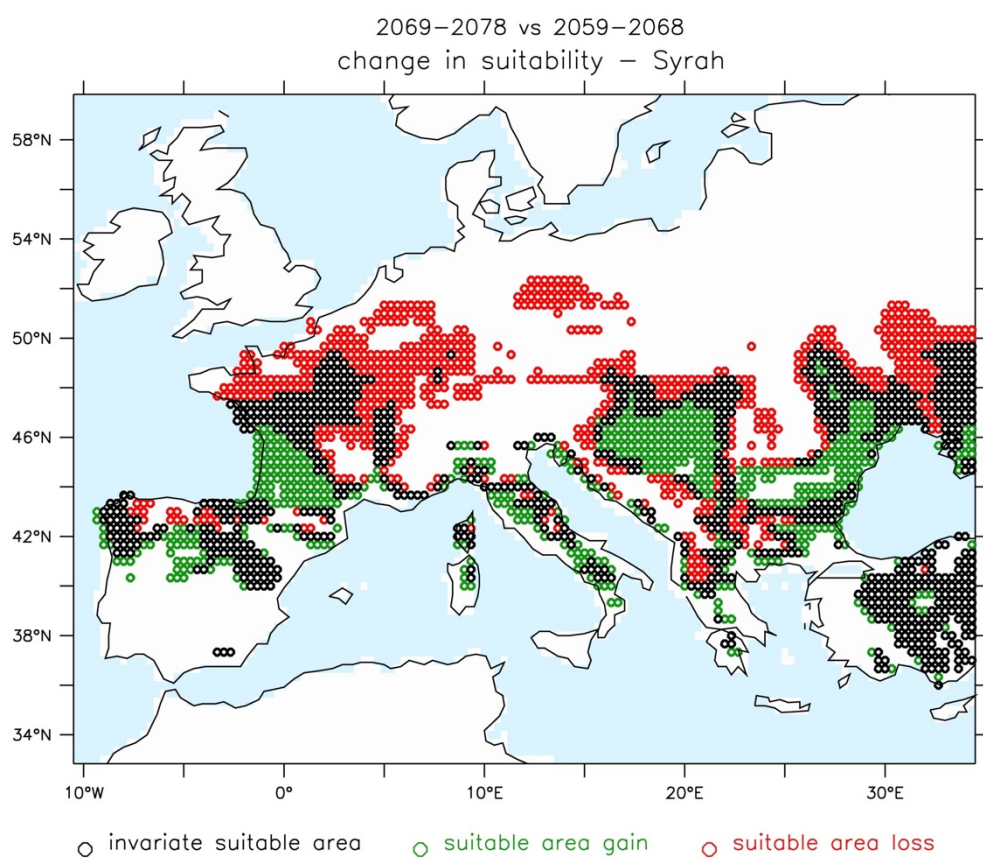 2069–2078 vs 2059–2068
change in suitability – Syrah
58°N
54°N
50°N
46°N
42°N
38°N
34°N
10°W 0° 10°E 20°E 30°E
invariate suitable area suitable area gain suitable area loss